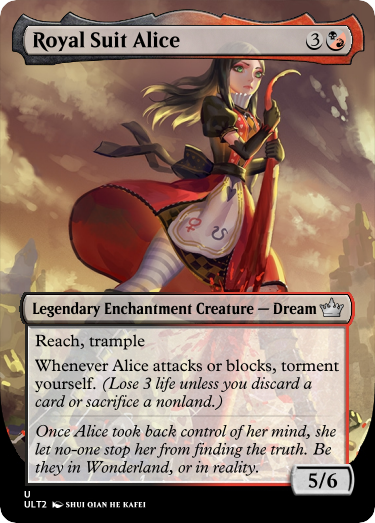 Royal Suit Alice 3
Legendary Enchantment Creature — Dream
Reach, trample
Whenever Alice attacks or blocks, torment
yourself. (Lose 3 life unless you discard a
card or sacrifice a nonland.)
Once Alice took back control of her mind, she
let no-one stop her from finding the truth. Be
they in Wonderland, or in reality.
5/6
U
ULT2 SHUI QIAN HE KAFEI